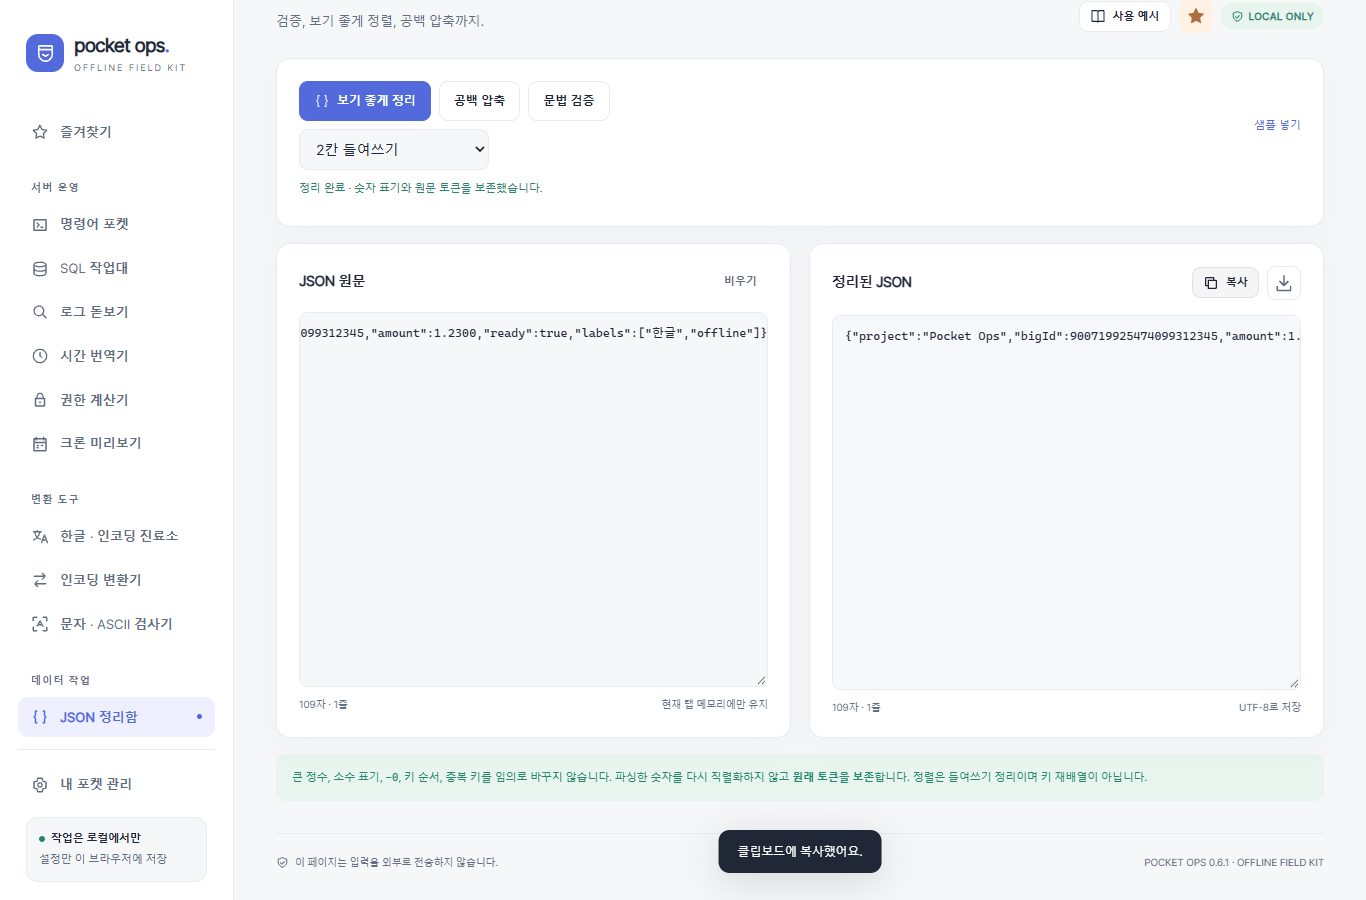 pocket ops.
OFFLINE FIELD KIT
즐겨찾기
서버 운영
명령어 포켓
SQL 작업대
로그 돋보기
시간 번역기
권한 계산기
크론 미리보기
변환 도구
한글 · 인코딩 진료소
인코딩 변환기
문자 · ASCII 검사기
데이터 작업
{ } JSON 정리함
내 포켓 관리
작업은 로컬에서만
설정만 이 브라우저에 저장
검증, 보기 좋게 정렬, 공백 압축까지.
사용 예시
LOCAL ONLY
{ } 보기 좋게 정리
공백 압축
문법 검증
샘플 넣기
2칸 들여쓰기
정리 완료 · 숫자 표기와 원문 토큰을 보존했습니다.
JSON 원문
비우기
099312345,"amount":1.2300,"ready":true,"labels":["한글","offline"]}
109자 · 1줄
현재 탭 메모리에만 유지
정리된 JSON
복사
{"project":"Pocket Ops","bigId":900719925474099312345,"amount":1.
109자 · 1줄
UTF-8로 저장
큰 정수, 소수 표기, -0, 키 순서, 중복 키를 임의로 바꾸지 않습니다. 파싱한 숫자를 다시 직렬화하지 않고 원래 토큰을 보존합니다. 정렬은 들여쓰기 정리이며 키 재배열이 아닙니다.
이 페이지는 입력을 외부로 전송하지 않습니다.
클립보드에 복사했어요.
POCKET OPS 0.6.1 · OFFLINE FIELD KIT